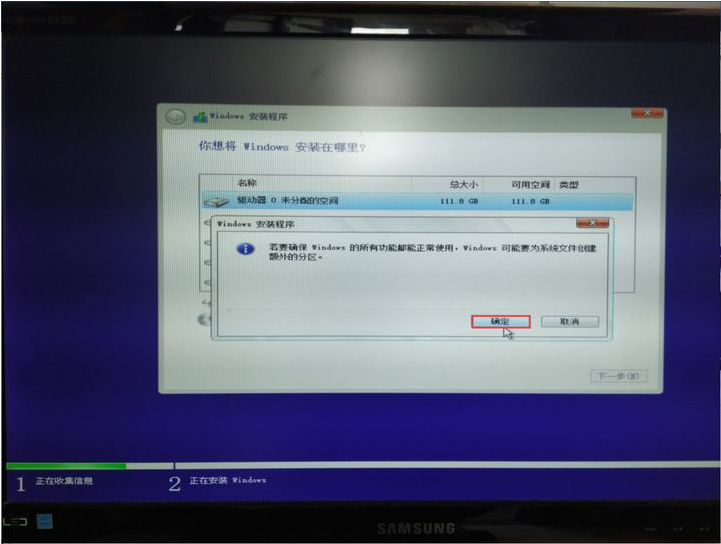 Windows 安装程序
你想将 Windows 安装在哪里?
名称 总大小 可用空间 类型
驱动器 0 未分配的空间 111.8 GB 111.8 GB
Windows 安装程序
若要确保 Windows 的所有功能都能正常使用，Windows 可能要为系统文件创建
额外的分区。
确定 取消
下一步(N)
1 正在收集信息 2 正在安装 Windows
LED
SAMSUNG